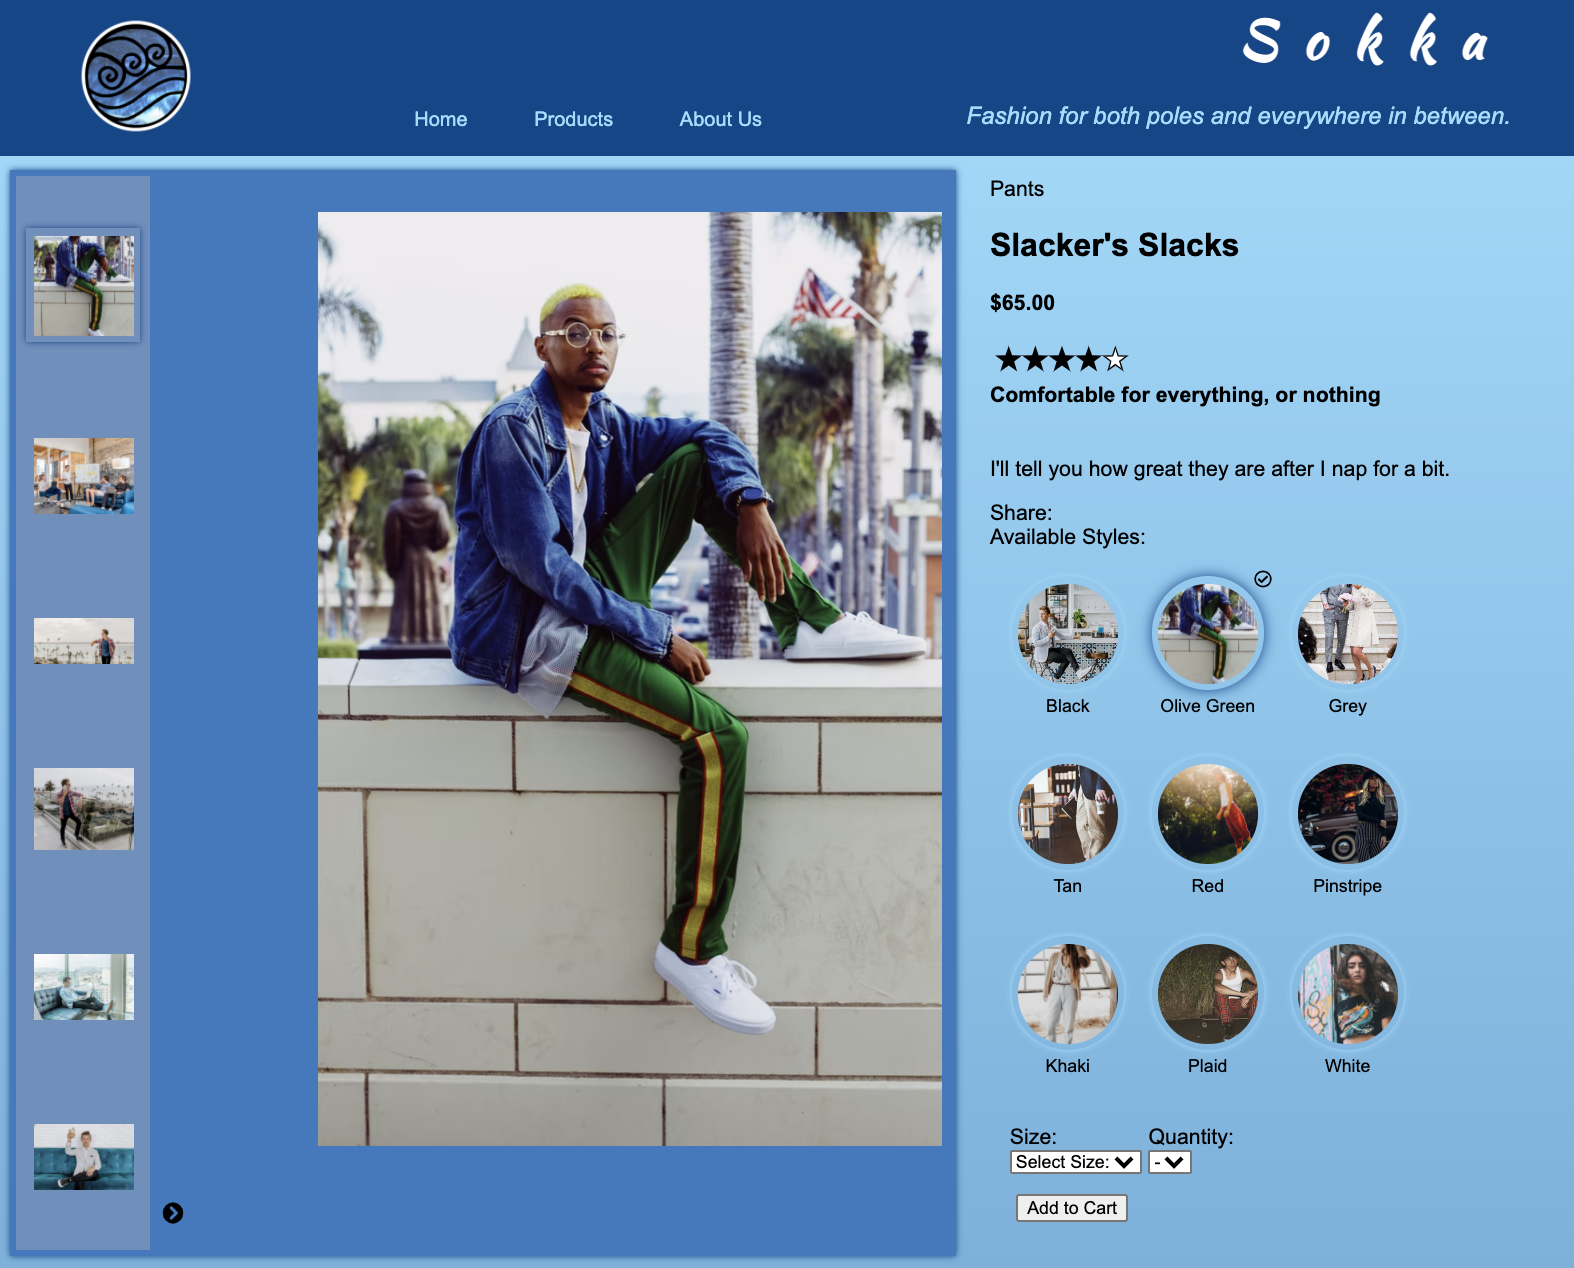 Sokka
Home Products About Us
Fashion for both poles and everywhere in between.
Pants
Slacker's Slacks
$65.00
Comfortable for everything, or nothing
I'll tell you how great they are after I nap for a bit.
Share:
Available Styles:
Black Olive Green Grey
Tan Red Pinstripe
Khaki Plaid White
Size: Quantity:
Select Size: -
Add to Cart